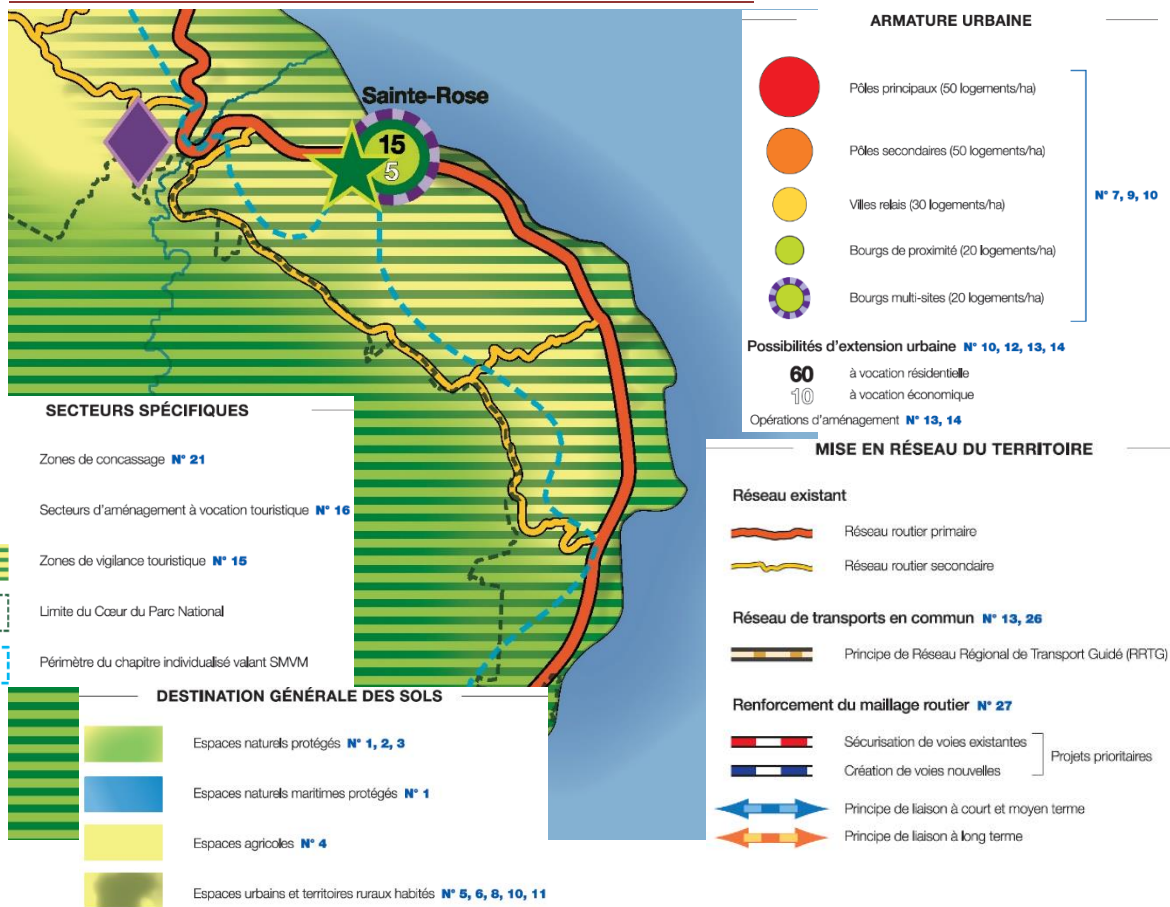 Sainte-Rose
15
5
ARMATURE URBAINE
Pôles principaux (50 logements/ha)
Pôles secondaires (50 logements/ha)
Villes relais (30 logements/ha)
N° 7, 9, 10
Bourgs de proximité (20 logements/ha)
Bourgs multi-sites (20 logements/ha)
Possibilités d'extension urbaine N° 10, 12, 13, 14
60 à vocation résidentielle
10 à vocation économique
Opérations d'aménagement N° 13, 14
SECTEURS SPÉCIFIQUES
Zones de concassage N° 21
Secteurs d'aménagement à vocation touristique N° 16
Zones de vigilance touristique N° 15
Limite du Cœur du Parc National
Périmètre du chapitre individualisé valant SMVM
MISE EN RÉSEAU DU TERRITOIRE
Réseau existant
Réseau routier primaire
Réseau routier secondaire
Réseau de transports en commun N° 13, 26
Principe de Réseau Régional de Transport Guidé (RRTG)
Renforcement du maillage routier N° 27
Sécurisation de voies existantes
Projets prioritaires
Création de voies nouvelles
Principe de liaison à court et moyen terme
Principe de liaison à long terme
DESTINATION GÉNÉRALE DES SOLS
Espaces naturels protégés N° 1, 2, 3
Espaces naturels maritimes protégés N° 1
Espaces agricoles N° 4
Espaces urbains et territoires ruraux habités N° 5, 6, 8, 10, 11